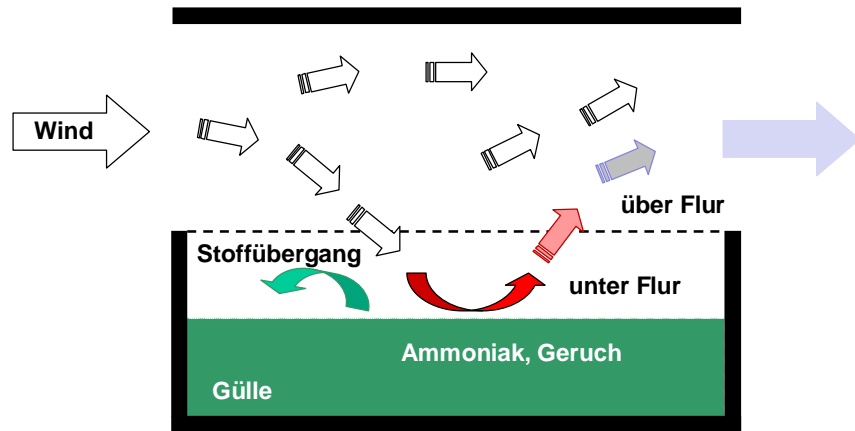 Wind
über Flur
Stoffübergang
unter Flur
Ammoniak, Geruch
Gülle